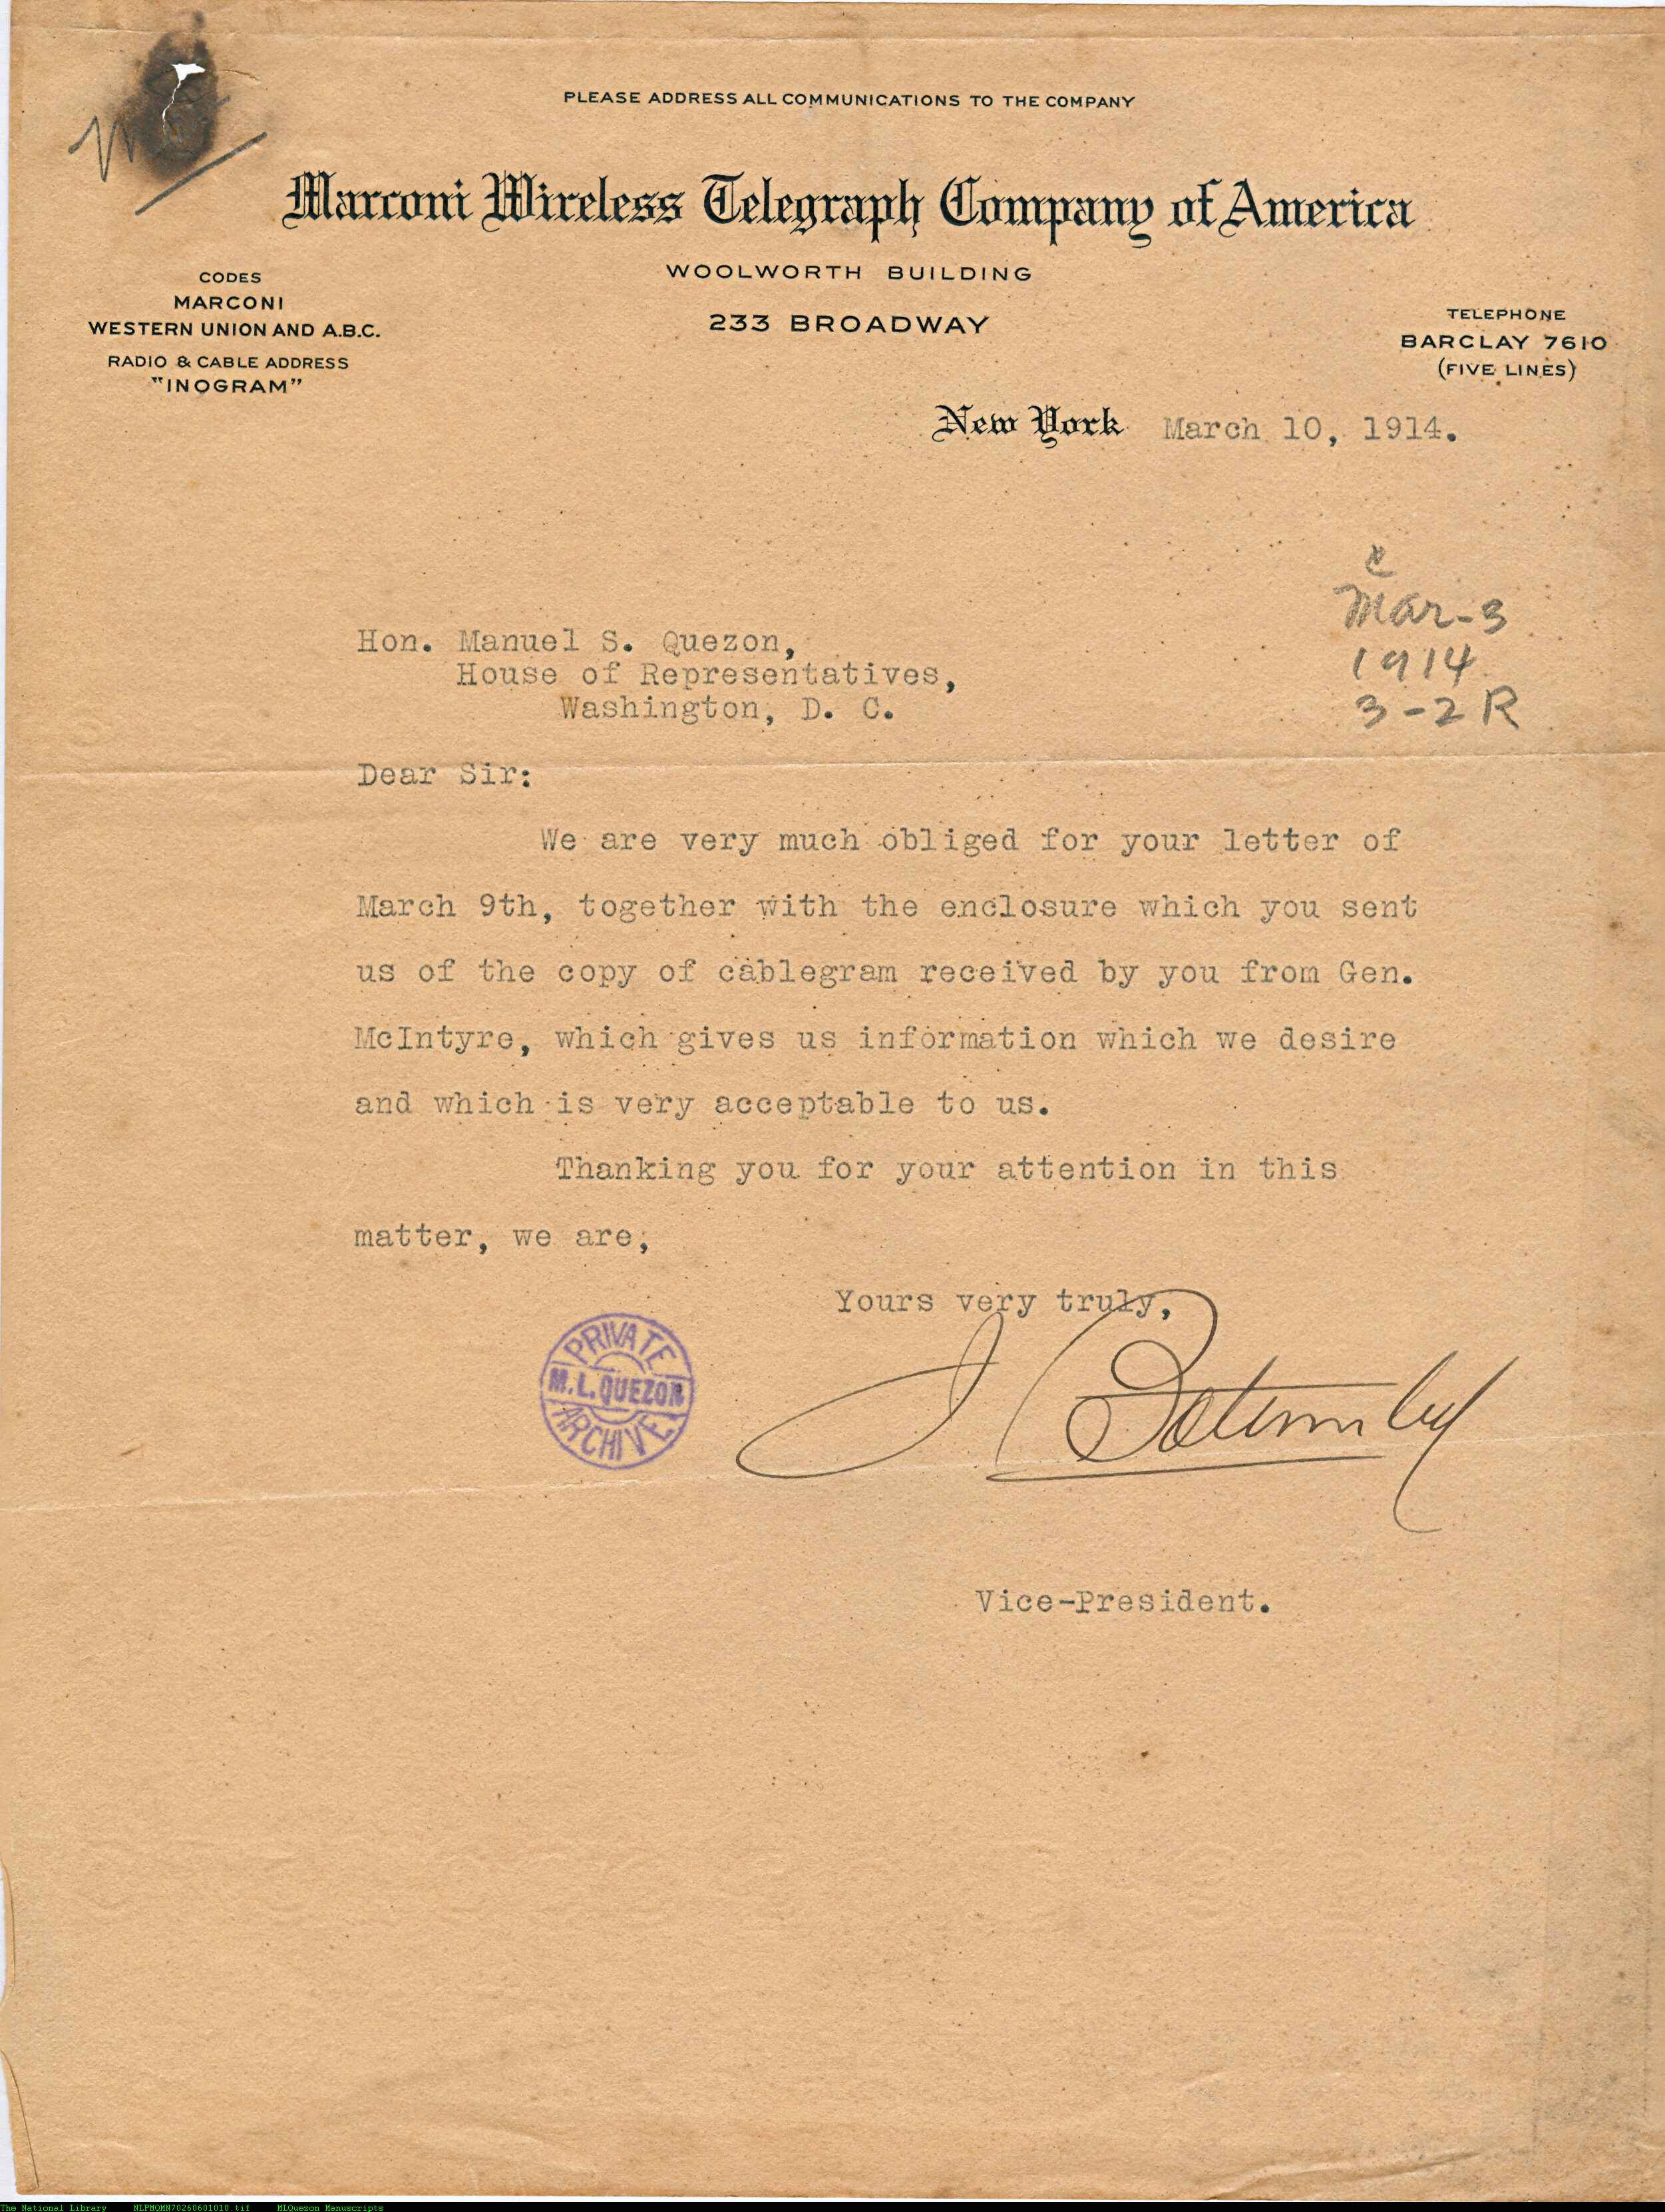 PLEASE ADDRESS ALL COMMUNICATIONS TO THE COMPANY
Marconi Wireless Telegraph Company of America
WOOLWORTH BUILDING
233 BROADWAY
CODES
MARCONI
WESTERN UNION AND A.B.C.
RADIO & CABLE ADDRESS
"INOGRAM"
TELEPHONE
BARCLAY 7610
(FIVE LINES)
New York March 10, 1914.
c
Mar-3
1914
3-2R
Hon. Manuel S. Quezon,
House of Representatives,
Washington, D. C.
Dear Sir:
We are very much obliged for your letter of
March 9th, together with the enclosure which you sent
us of the copy of cablegram received by you from Gen.
McIntyre, which gives us information which we desire
and which is very acceptable to us.
Thanking you for your attention in this
matter, we are,
Yours very truly,
PRIVATE
M.L.QUEZON
ARCHIVE
Vice-President.
The National Library NLPMQMN70260601010.tif MLQuezon Manuscripts